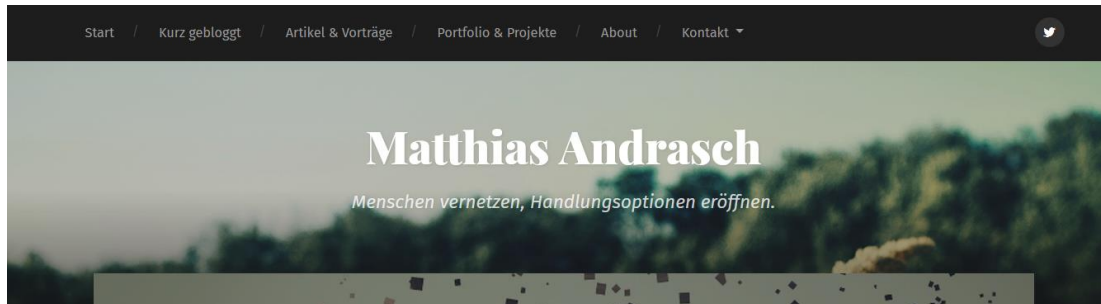 Start / Kurz gebloggt / Artikel & Vorträge / Portfolio & Projekte / About / Kontakt
Matthias Andrasch
Menschen vernetzen, Handlungsoptionen eröffnen.